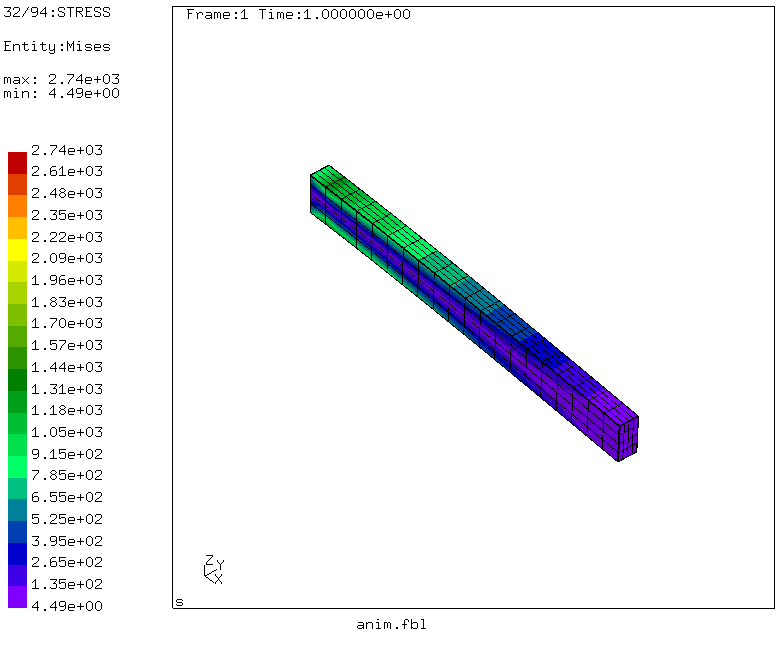 32/94:STRESS
Frame:1 Time:1.000000e+00
Entity:Mises
max: 2.74e+03
min: 4.49e+00
2.74e+03
2.61e+03
2.48e+03
2.35e+03
2.22e+03
2.09e+03
1.96e+03
1.83e+03
1.70e+03
1.57e+03
1.44e+03
1.31e+03
1.18e+03
1.05e+03
9.15e+02
7.85e+02
6.55e+02
5.25e+02
3.95e+02
2.65e+02
1.35e+02
4.49e+00
Z
Y
X
s
anim.fbl